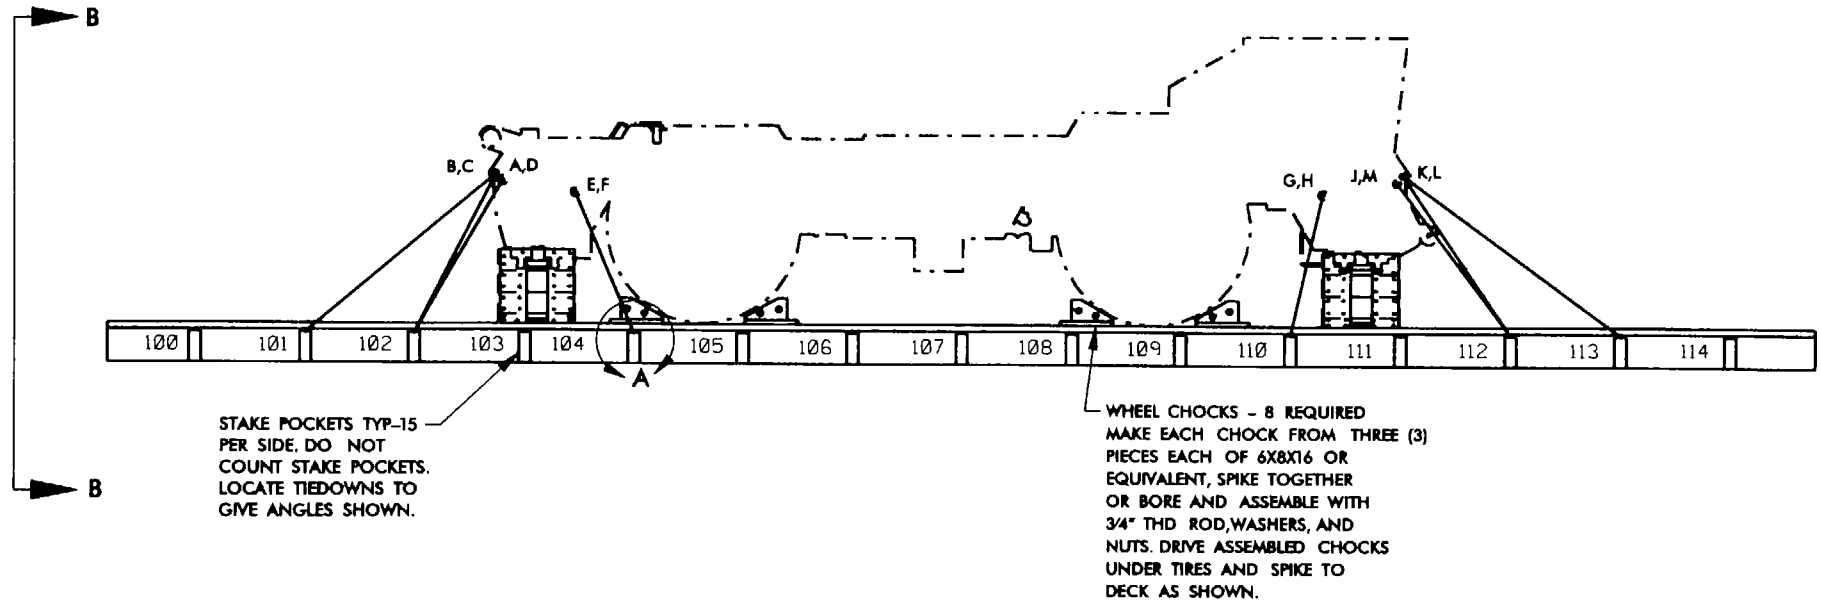 B
B,C
A,D
E,F
G,H
J,M
K,L
100 101 102 103 104 105 106 107 108 109 110 111 112 113 114
A
STAKE POCKETS TYP-15
PER SIDE. DO NOT
COUNT STAKE POCKETS.
LOCATE TIEDOWNS TO
GIVE ANGLES SHOWN.
B
WHEEL CHOCKS - 8 REQUIRED
MAKE EACH CHOCK FROM THREE (3)
PIECES EACH OF 6X8X16 OR
EQUIVALENT, SPIKE TOGETHER
OR BORE AND ASSEMBLE WITH
3/4" THD ROD,WASHERS, AND
NUTS. DRIVE ASSEMBLED CHOCKS
UNDER TIRES AND SPIKE TO
DECK AS SHOWN.